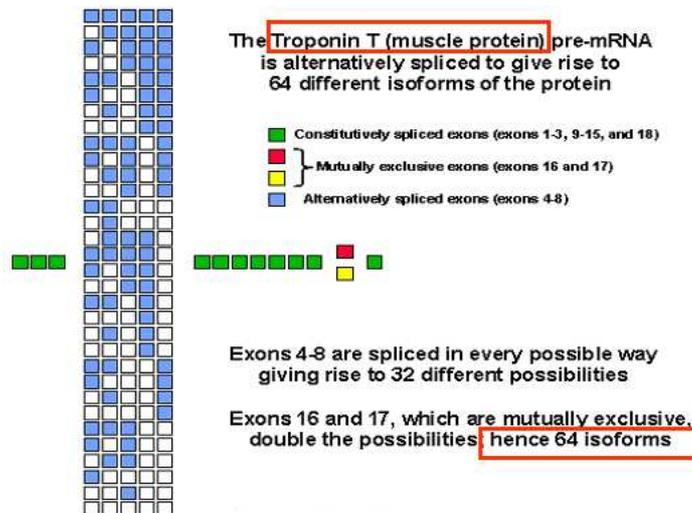 The Troponin T (muscle protein) pre-mRNA
is alternatively spliced to give rise to
64 different isoforms of the protein
Constitutively spliced exons (exons 1-3, 9-15, and 18)
Mutually exclusive exons (exons 16 and 17)
Alternatively spliced exons (exons 4-8)
Exons 4-8 are spliced in every possible way
giving rise to 32 different possibilities
Exons 16 and 17, which are mutually exclusive,
double the possibilities; hence 64 isoforms